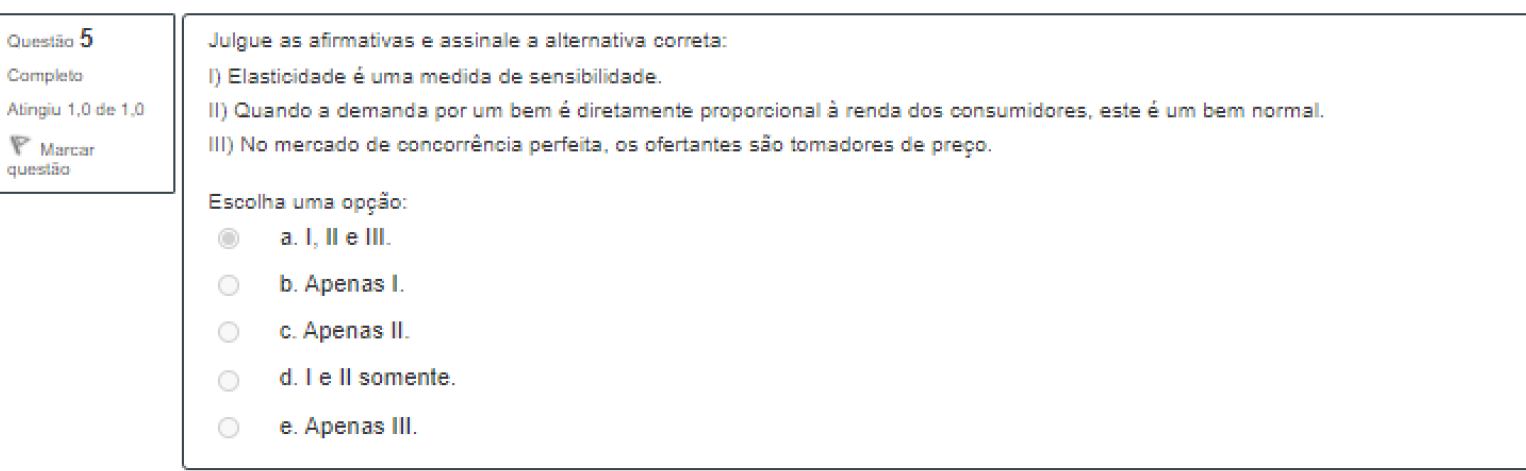 Questão 5
Completo
Atingiu 1,0 de 1,0
Marcar
questão
Julgue as afirmativas e assinale a alternativa correta:
I) Elasticidade é uma medida de sensibilidade.
II) Quando a demanda por um bem é diretamente proporcional à renda dos consumidores, este é um bem normal.
III) No mercado de concorrência perfeita, os ofertantes são tomadores de preço.
Escolha uma opção:
a. I, II e III.
b. Apenas I.
c. Apenas II.
d. I e II somente.
e. Apenas III.